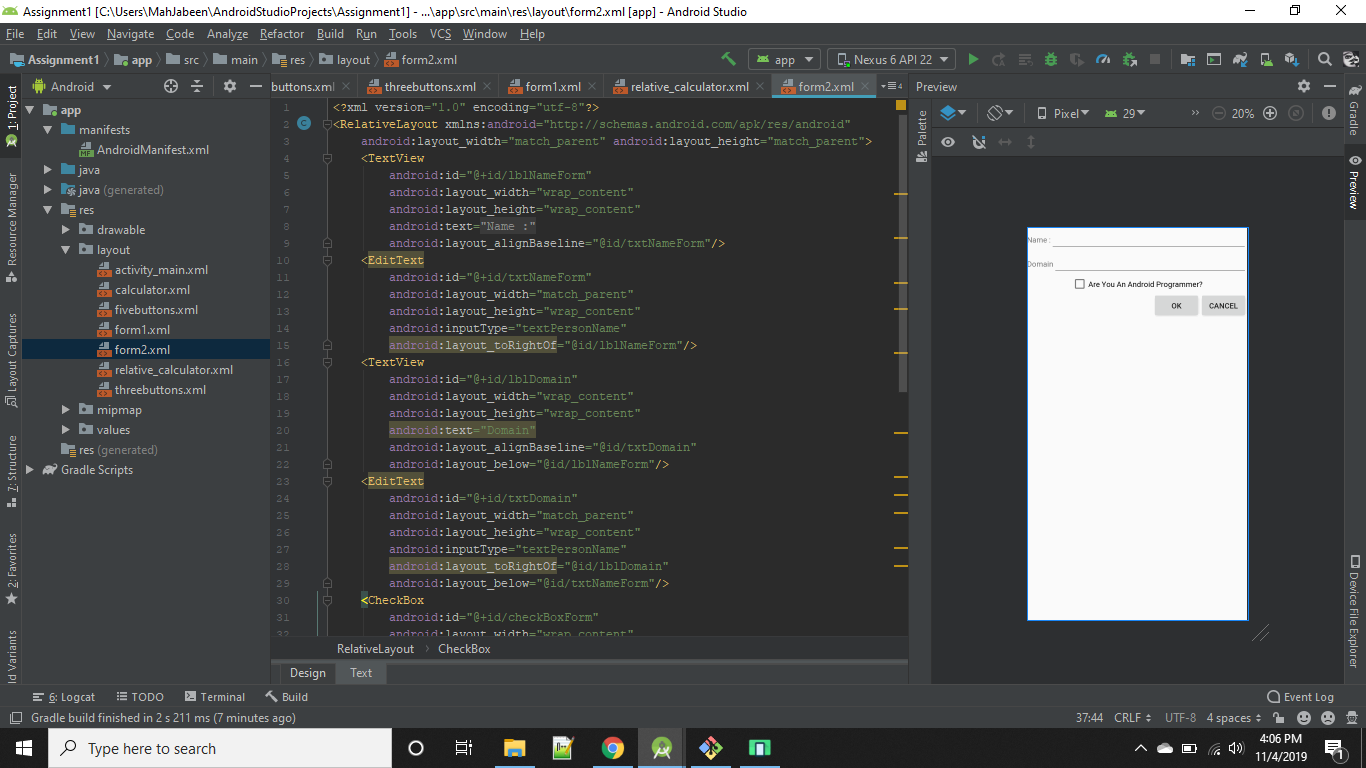 Assignment1 [C:\Users\MahJabeen\AndroidStudioProjects\Assignment1] - ...\app\src\main\res\layout\form2.xml [app] - Android Studio
File Edit View Navigate Code Analyze Refactor Build Run Tools VCS Window Help
Assignment1 app src main res layout form2.xml app Nexus 6 API 22
Android buttons.xml threebuttons.xml form1.xml relative_calculator.xml form2.xml 4 Preview
1: Project
Resource Manager
Layout Captures
7: Structure
2: Favorites
ld Variants
app
manifests
AndroidManifest.xml
java
java (generated)
res
drawable
layout
activity_main.xml
calculator.xml
fivebuttons.xml
form1.xml
form2.xml
relative_calculator.xml
threebuttons.xml
mipmap
values
res (generated)
Gradle Scripts
1 <?xml version="1.0" encoding="utf-8"?>
2 <RelativeLayout xmlns:android="http://schemas.android.com/apk/res/android"
3 android:layout_width="match_parent" android:layout_height="match_parent">
4 <TextView
5 android:id="@+id/lblNameForm"
6 android:layout_width="wrap_content"
7 android:layout_height="wrap_content"
8 android:text="Name :"
9 android:layout_alignBaseline="@id/txtNameForm"/>
10 <EditText
11 android:id="@+id/txtNameForm"
12 android:layout_width="match_parent"
13 android:layout_height="wrap_content"
14 android:inputType="textPersonName"
15 android:layout_toRightOf="@id/lblNameForm"/>
16 <TextView
17 android:id="@+id/lblDomain"
18 android:layout_width="wrap_content"
19 android:layout_height="wrap_content"
20 android:text="Domain"
21 android:layout_alignBaseline="@id/txtDomain"
22 android:layout_below="@id/lblNameForm"/>
23 <EditText
24 android:id="@+id/txtDomain"
25 android:layout_width="match_parent"
26 android:layout_height="wrap_content"
27 android:inputType="textPersonName"
28 android:layout_toRightOf="@id/lblDomain"
29 android:layout_below="@id/txtNameForm"/>
30 <CheckBox
31 android:id="@+id/checkBoxForm"
32 android:layout_width="wrap_content"
RelativeLayout CheckBox
Design Text
Palette
Pixel 29 » 20%
Name :
Domain
Are You An Android Programmer?
OK CANCEL
Gradle
Preview
Device File Explorer
6: Logcat TODO Terminal Build Event Log
Gradle build finished in 2 s 211 ms (7 minutes ago) 37:44 CRLF UTF-8 4 spaces
Type here to search
4:06 PM
11/4/2019
1